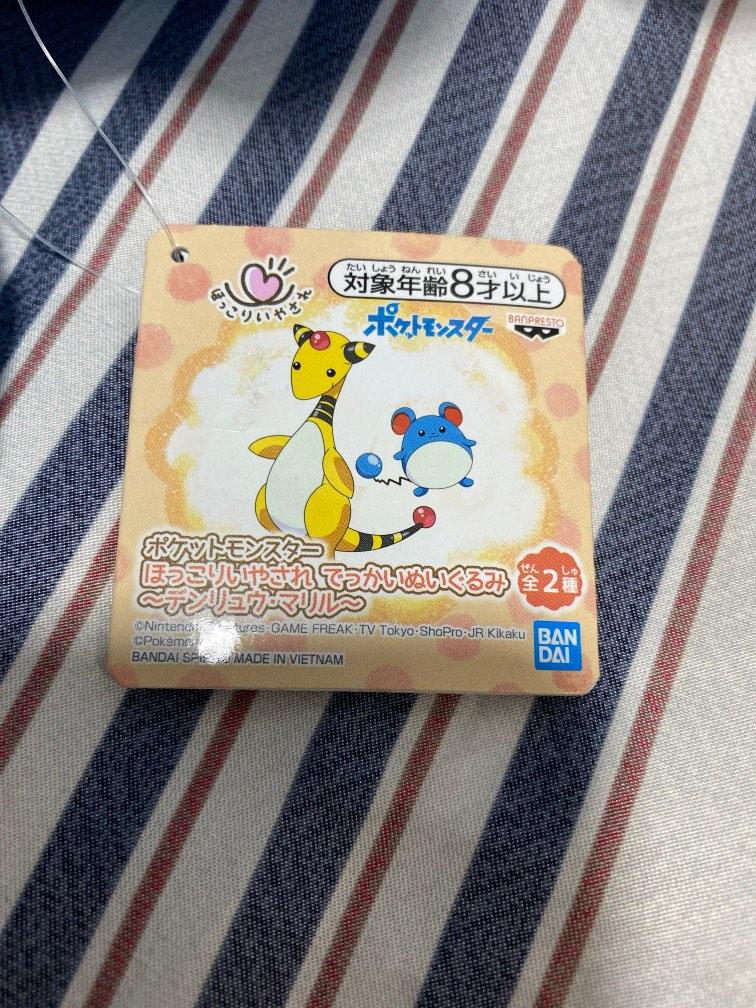 ほっこりいやされ
たいしょうねんれい さいいじょう
対象年齢8才以上
ポケットモンスター
BANPRESTO
ポケットモンスター
ほっこりいやされ でっかいぬいぐるみ
〜デンリュウ・マリル〜
ぜん しゅ
全2種
©Nintendo Creatures・GAME FREAK・TV Tokyo・ShoPro・JR Kikaku
©Pokémon
BANDAI MADE IN VIETNAM
BAN
DAI